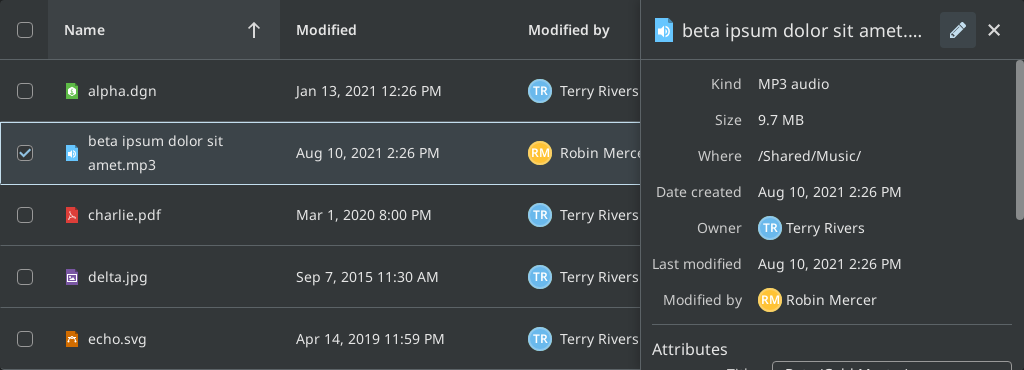 Name Modified Modified by
alpha.dgn Jan 13, 2021 12:26 PM TR Terry Rivers
beta ipsum dolor sit
amet.mp3 Aug 10, 2021 2:26 PM RM Robin Merce
charlie.pdf Mar 1, 2020 8:00 PM TR Terry Rivers
delta.jpg Sep 7, 2015 11:30 AM TR Terry Rivers
echo.svg Apr 14, 2019 11:59 PM TR Terry Rivers
beta ipsum dolor sit amet....
Kind MP3 audio
Size 9.7 MB
Where /Shared/Music/
Date created Aug 10, 2021 2:26 PM
Owner TR Terry Rivers
Last modified Aug 10, 2021 2:26 PM
Modified by RM Robin Mercer
Attributes